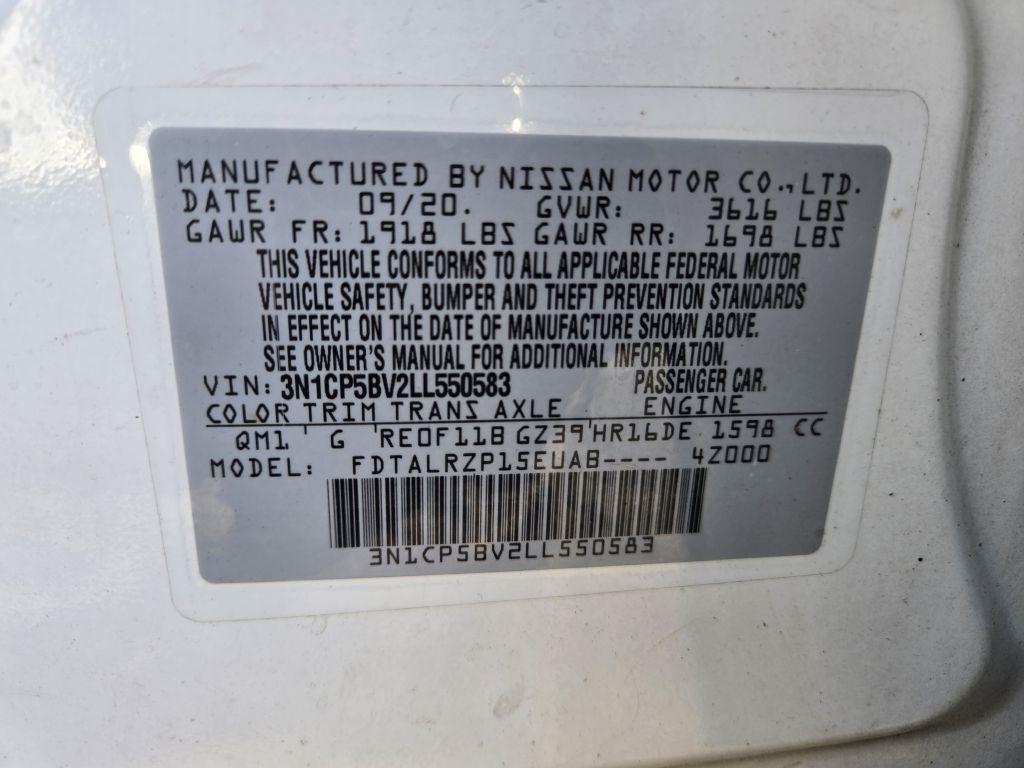 MANUFACTURED BY NISSAN MOTOR CO.,LTD.
DATE: 09/20. GVWR: 3616 LBS
GAWR FR: 1918 LBS GAWR RR: 1698 LBS
THIS VEHICLE CONFORMS TO ALL APPLICABLE FEDERAL MOTOR
VEHICLE SAFETY, BUMPER AND THEFT PREVENTION STANDARDS
IN EFFECT ON THE DATE OF MANUFACTURE SHOWN ABOVE.
SEE OWNER'S MANUAL FOR ADDITIONAL INFORMATION.
VIN: 3N1CP5BV2LL550583 PASSENGER CAR.
COLOR TRIM TRANS AXLE ENGINE
QM1 G RE0F11B GZ39 HR16DE 1598 CC
MODEL: FDTALRZP15EUAB---- 4Z000
3N1CP5BV2LL550583